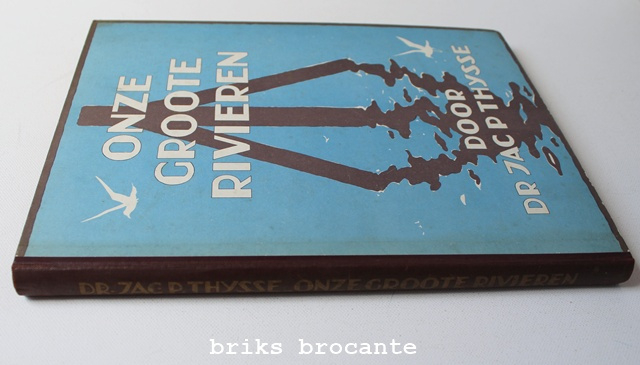 ONZE
GROOTE
RIVIEREN
DOOR
DR JAC P THYSSE
DR. JAC. P. THYSSE ONZE GROOTE RIVIEREN
briks brocante